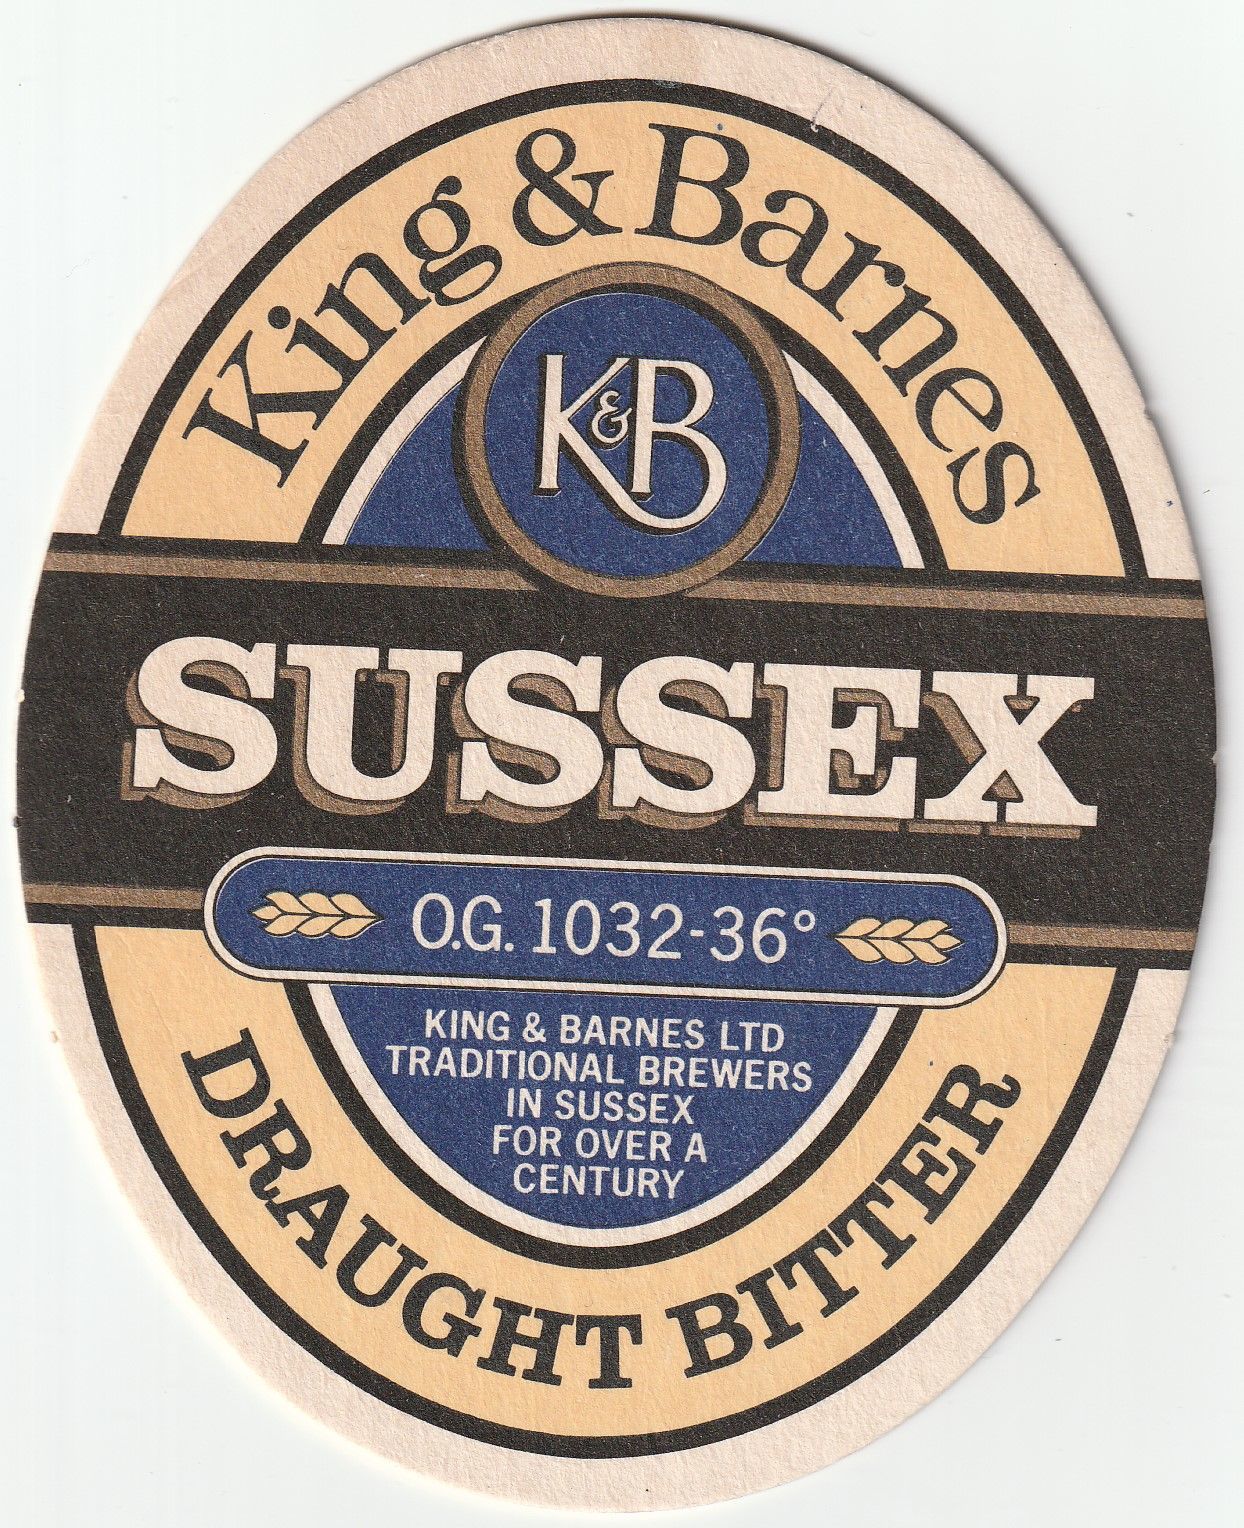 King & Barnes
K&B
SUSSEX
O.G. 1032-36°
KING & BARNES LTD
TRADITIONAL BREWERS
IN SUSSEX
FOR OVER A
CENTURY
DRAUGHT BITTER